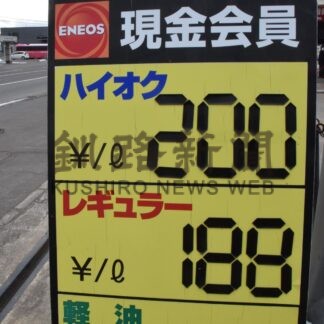 ENEOS 現金会員
ハイオク
¥/ℓ 200
釧路新聞
KUSHIRO NEWS WEB
レギュラー
¥/ℓ 188
軽油